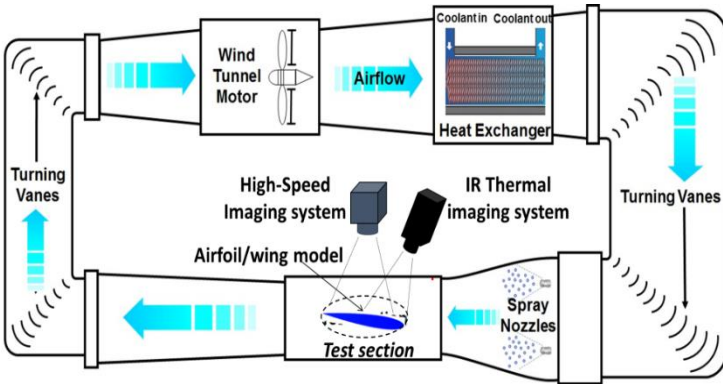 Wind
Tunnel
Motor
Airflow
Coolant in Coolant out
Heat Exchanger
Turning
Vanes
High-Speed
Imaging system
IR Thermal
imaging system
Turning Vanes
Airfoil/wing model
Spray
Nozzles
Test section